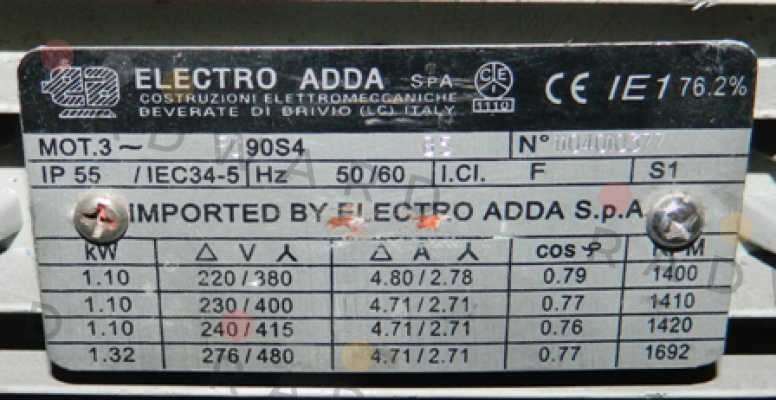 ELECTRO ADDA SPA
COSTRUZIONI ELETTROMECCANICHE
BEVERATE DI BRIVIO (LC) ITALY
CE 1110
CE IE1 76.2%
MOT.3~ 90S4 N°
IP 55 / IEC34-5 Hz 50/60 I.Cl. F S1
IMPORTED BY ELECTRO ADDA S.p.A
kW Δ V ⅄ Δ A ⅄ cos φ RPM
1.10 220/380 4.80/2.78 0.79 1400
1.10 230/400 4.71/2.71 0.77 1410
1.10 240/415 4.71/2.71 0.76 1420
1.32 276/480 4.71/2.71 0.77 1692